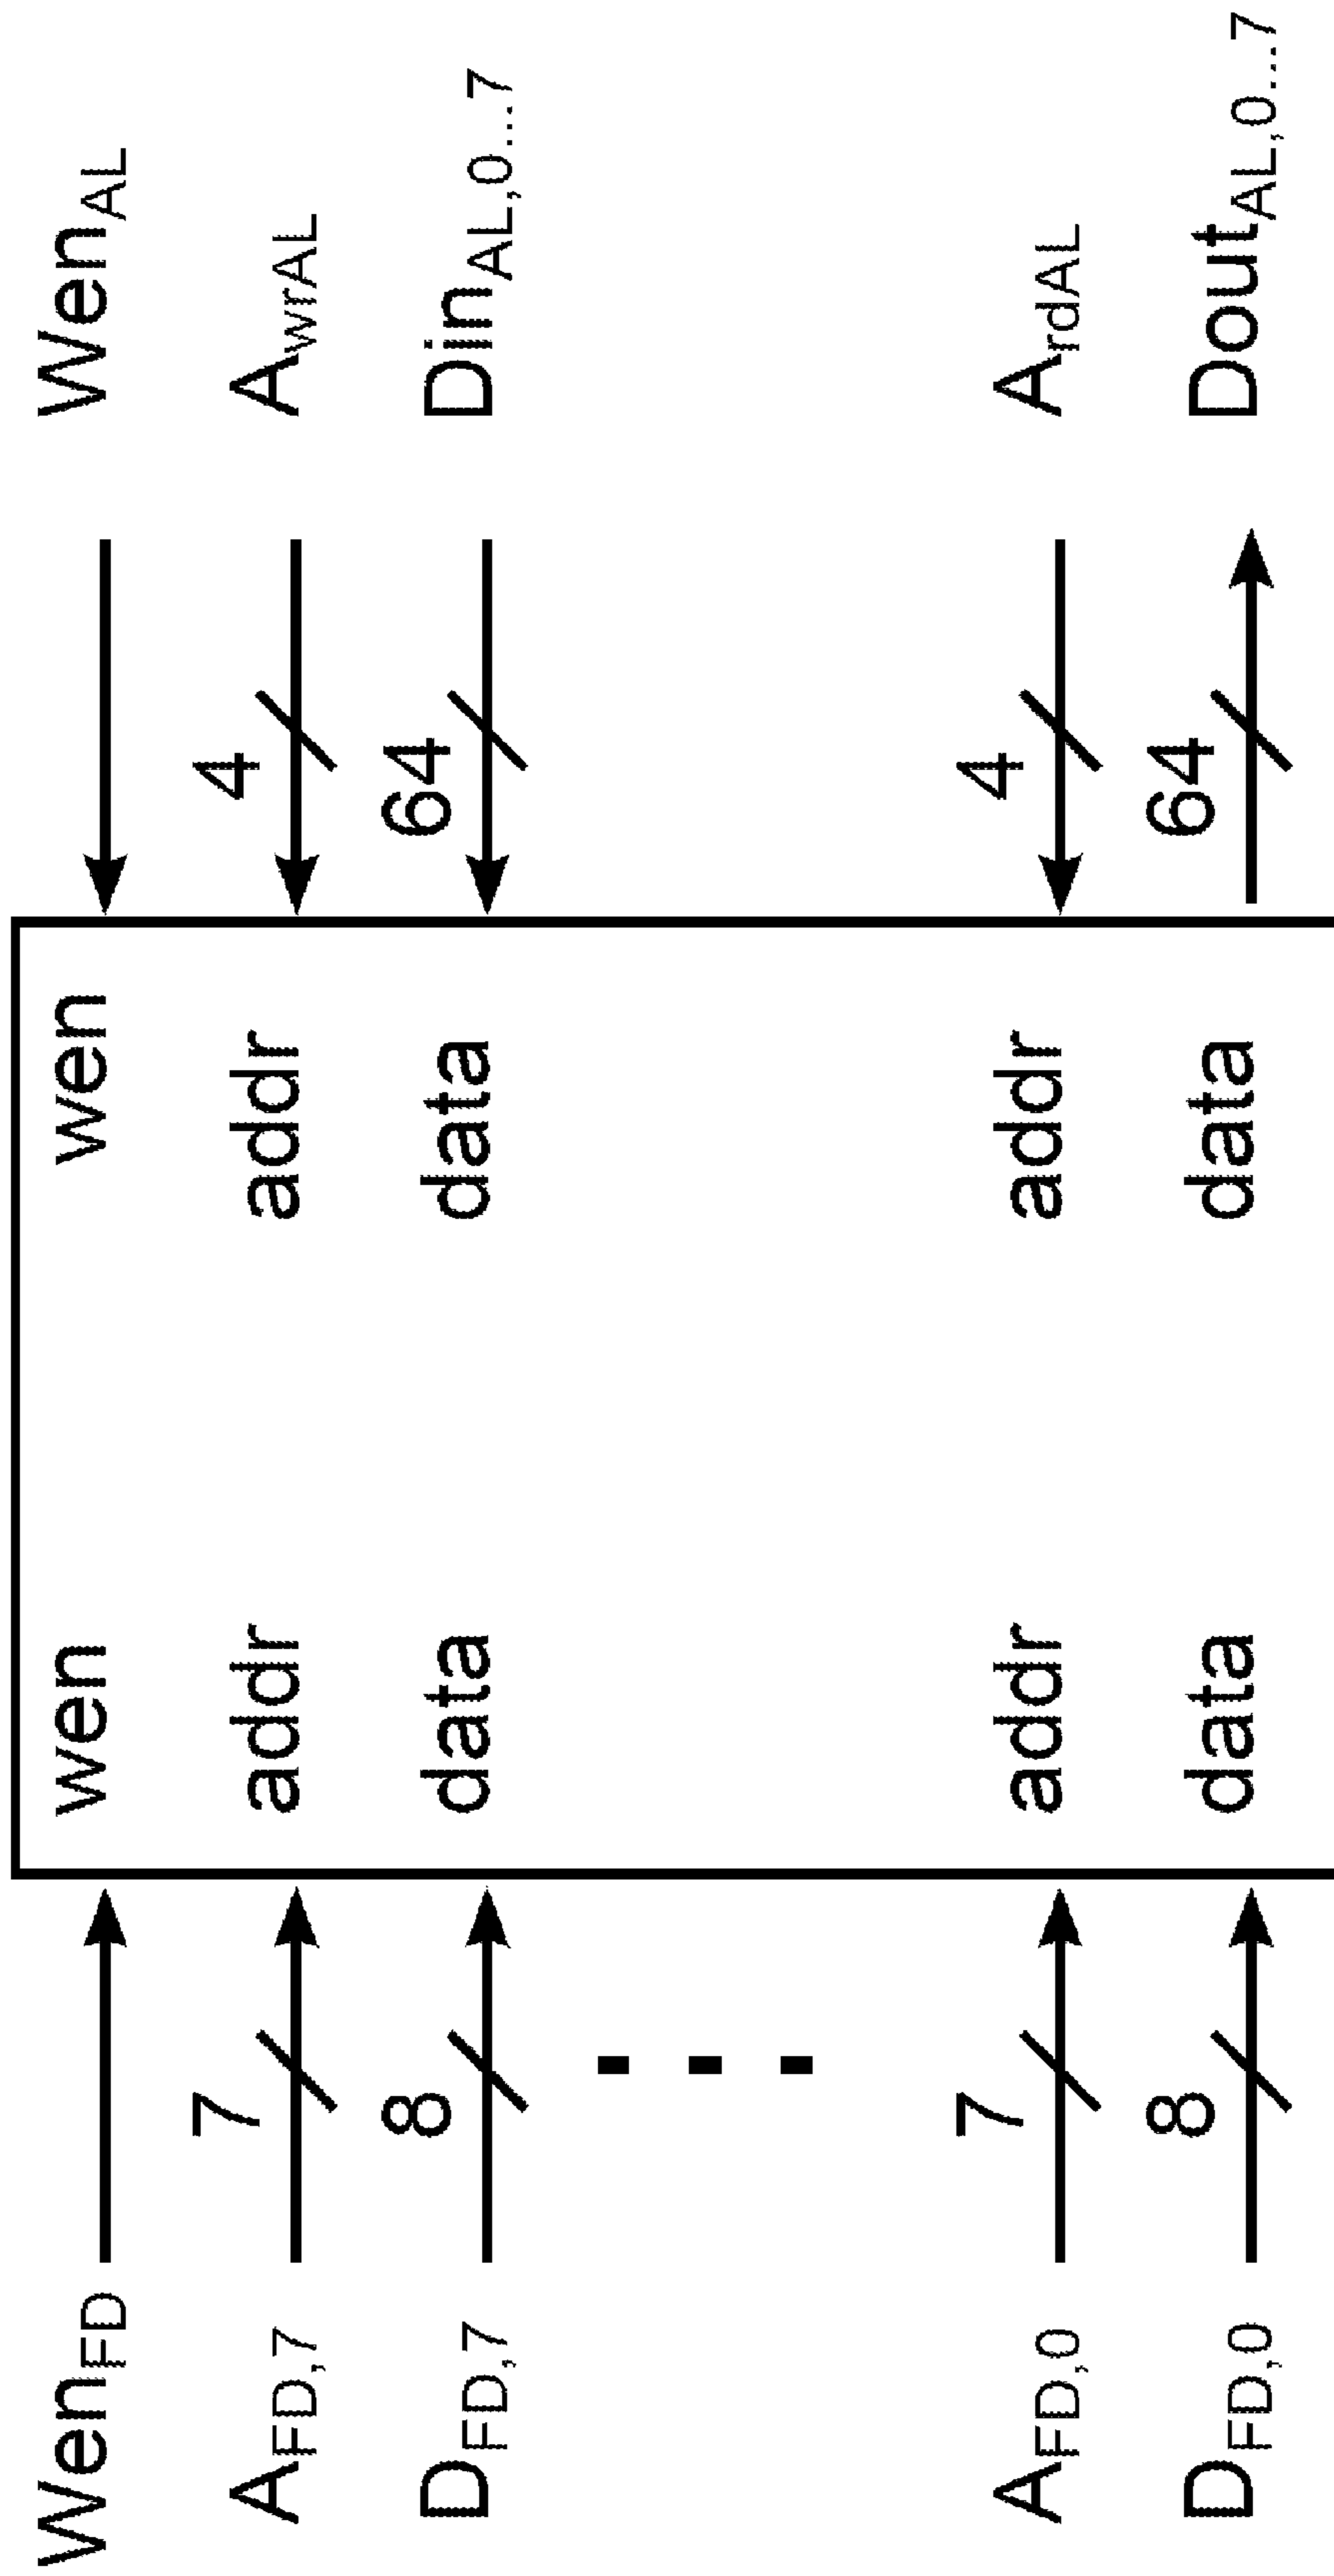 Wen_FD wen wen Wen_AL
7 4
A_FD,7 addr addr A_wrAL
8 64
D_FD,7 data data Din_AL,0...7
7 4
A_FD,0 addr addr A_rdAL
8 64
D_FD,0 data data Dout_AL,0...7